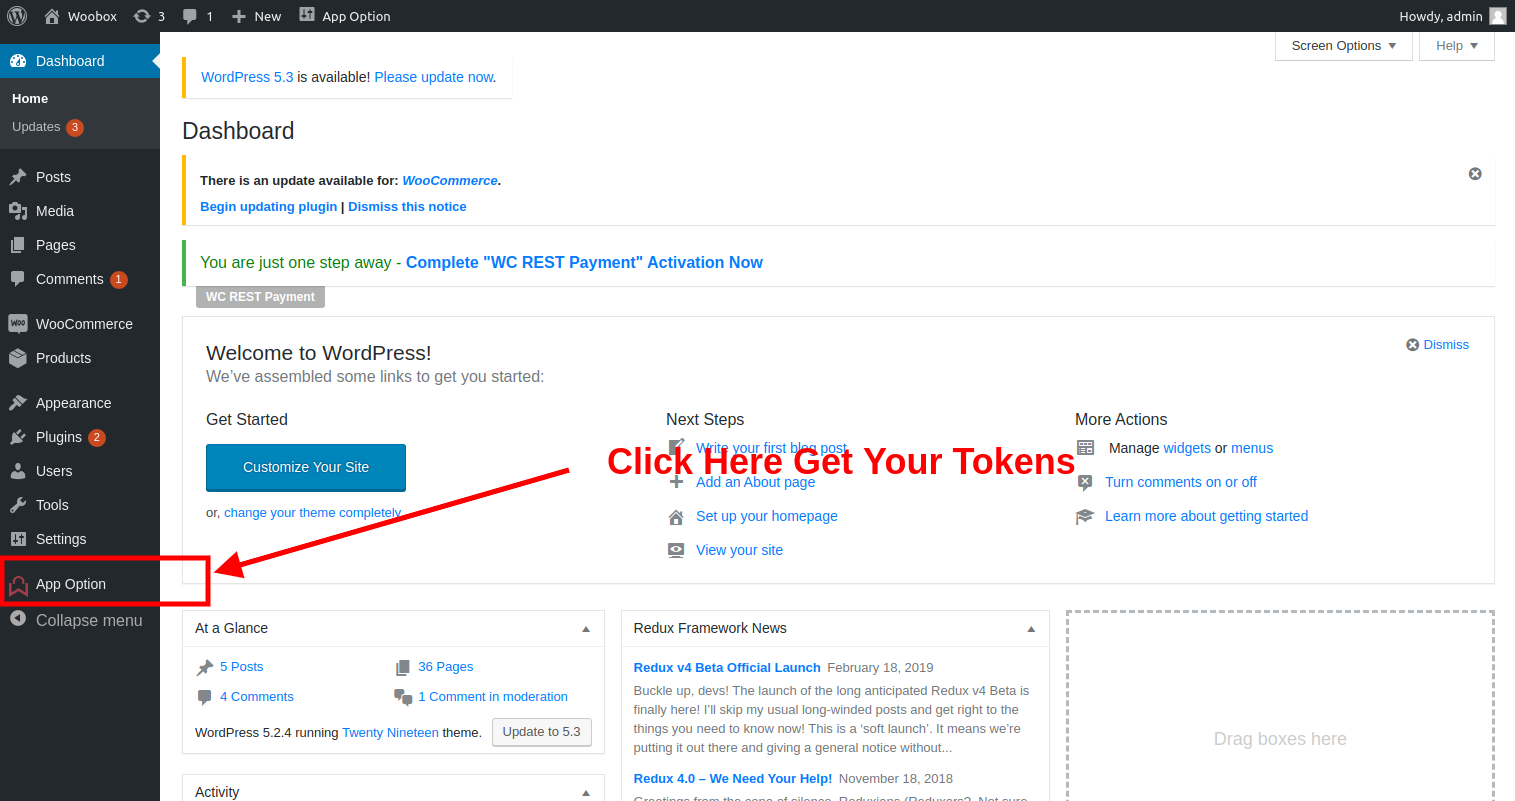 Woobox 3 1 New App Option Howdy, admin
Dashboard
Home
Updates 3
Posts
Media
Pages
Comments 1
WOO WooCommerce
Products
Appearance
Plugins 2
Users
Tools
Settings
App Option
Collapse menu
Screen Options Help
WordPress 5.3 is available! Please update now.
Dashboard
There is an update available for: WooCommerce.
Begin updating plugin | Dismiss this notice
You are just one step away - Complete "WC REST Payment" Activation Now
WC REST Payment
Welcome to WordPress!
Dismiss
We’ve assembled some links to get you started:
Get Started
Customize Your Site
or, change your theme completely
Next Steps
Write your first blog post
Add an About page
Set up your homepage
View your site
More Actions
Manage widgets or menus
Turn comments on or off
Learn more about getting started
Click Here Get Your Tokens
At a Glance
5 Posts 36 Pages
4 Comments 1 Comment in moderation
WordPress 5.2.4 running Twenty Nineteen theme. Update to 5.3
Activity
Redux Framework News
Redux v4 Beta Official Launch February 18, 2019
Buckle up, devs! The launch of the long anticipated Redux v4 Beta is
finally here! I’ll skip my usual long-winded posts and get right to the
things you need to know now! This is a ‘soft launch’. It means we’re
putting it out there and giving a general notice without...
Redux 4.0 – We Need Your Help! November 18, 2018
Greetings from the cone of silence, Reduxians (Reduxers? Not sure
Drag boxes here